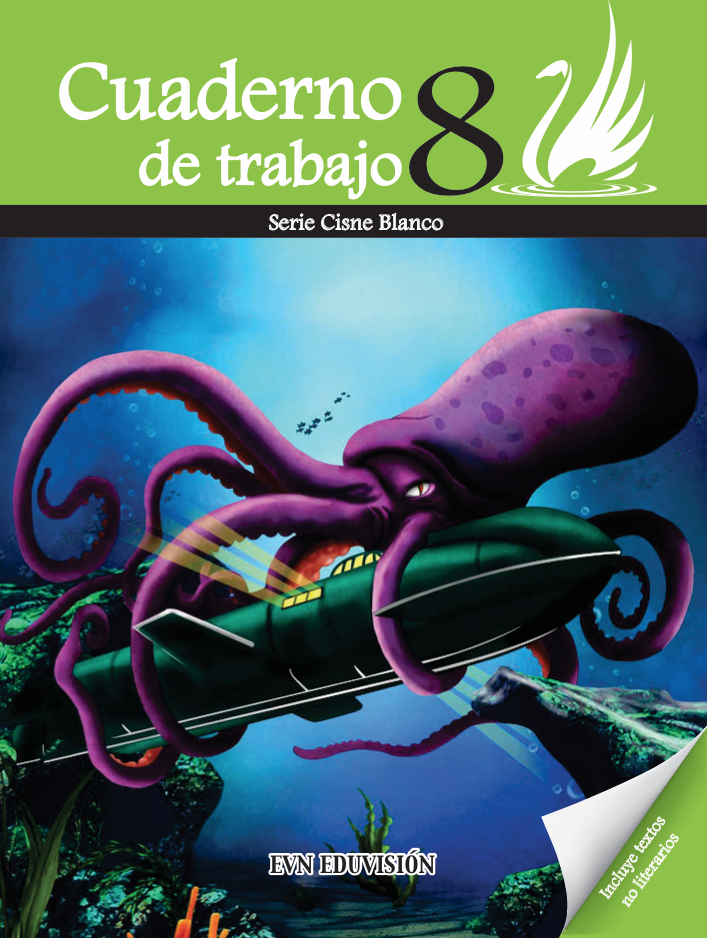 Cuaderno 8
de trabajo
Serie Cisne Blanco
EVN EDUVISIÓN
Incluye textos
no literarios